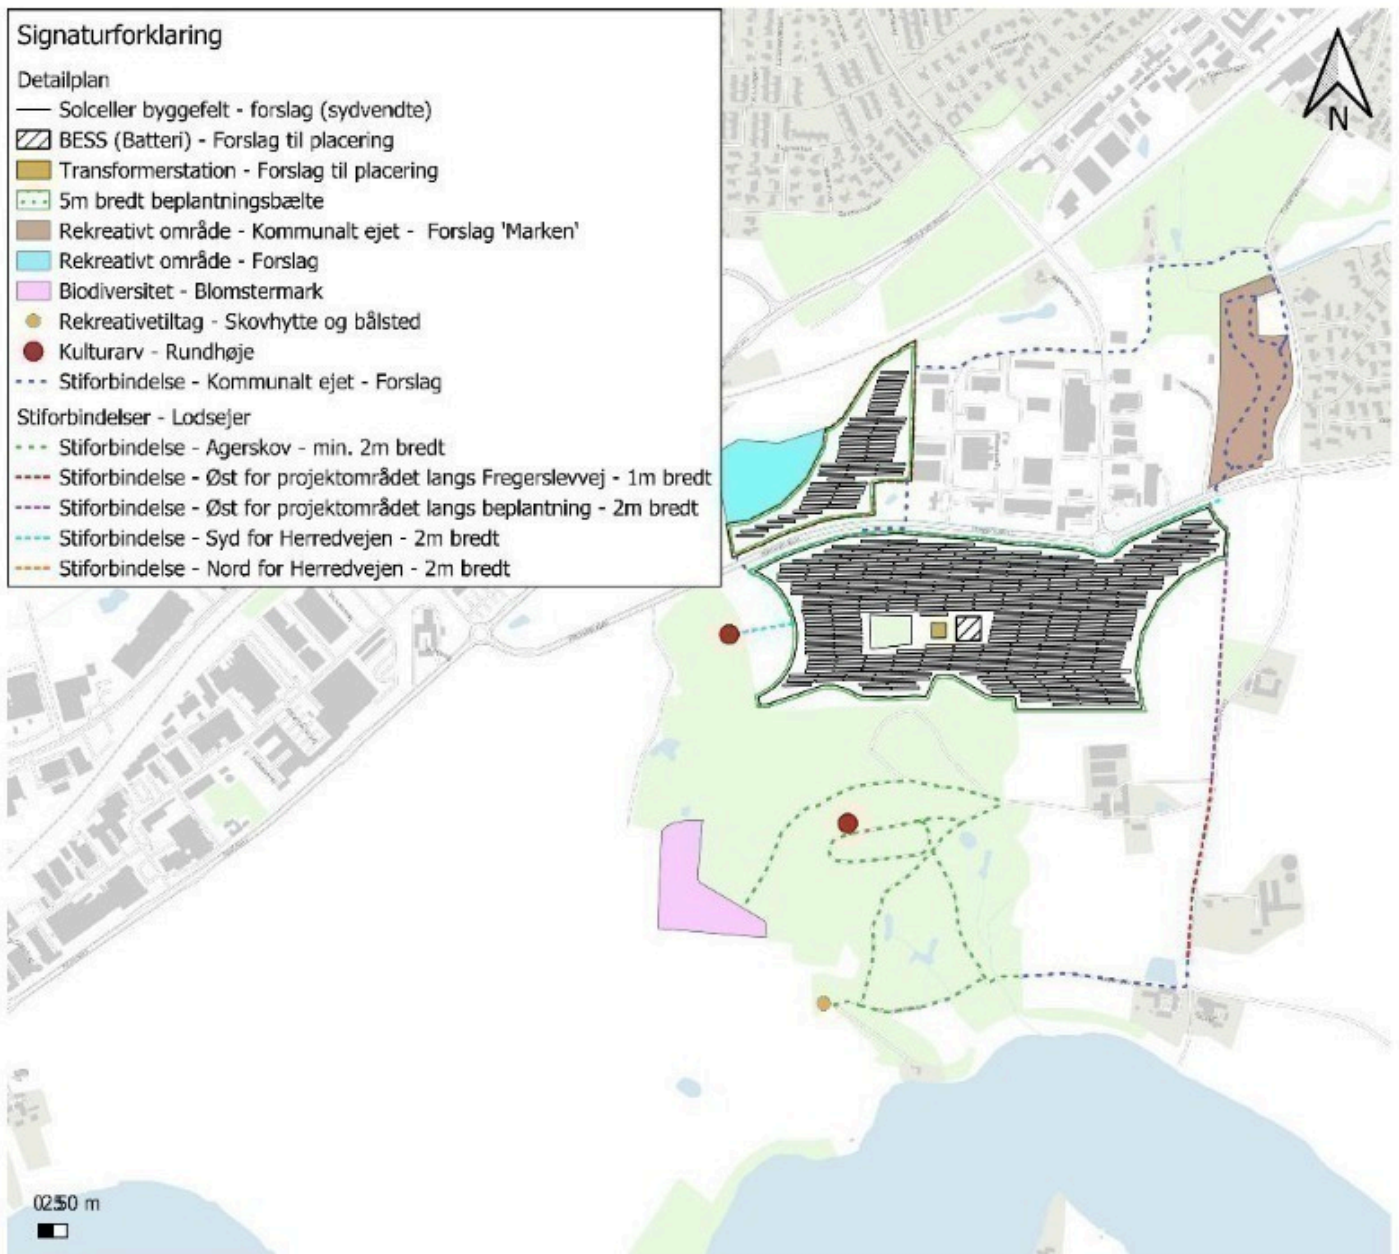 Signaturforklaring
Detailplan
Solceller byggefelt - forslag (sydvendte)
BESS (Batteri) - Forslag til placering
Transformerstation - Forslag til placering
5m bredt beplantningsbælte
Rekreativt område - Kommunalt ejet - Forslag 'Marken'
Rekreativt område - Forslag
Biodiversitet - Blomstermark
Rekreativetiltag - Skovhytte og bålsted
Kulturarv - Rundhøje
Stiforbindelse - Kommunalt ejet - Forslag
Stiforbindelser - Lodsejer
Stiforbindelse - Agerskov - min. 2m bredt
Stiforbindelse - Øst for projektområdet langs Fregerslevvej - 1m bredt
Stiforbindelse - Øst for projektområdet langs beplantning - 2m bredt
Stiforbindelse - Syd for Herredvejen - 2m bredt
Stiforbindelse - Nord for Herredvejen - 2m bredt
N